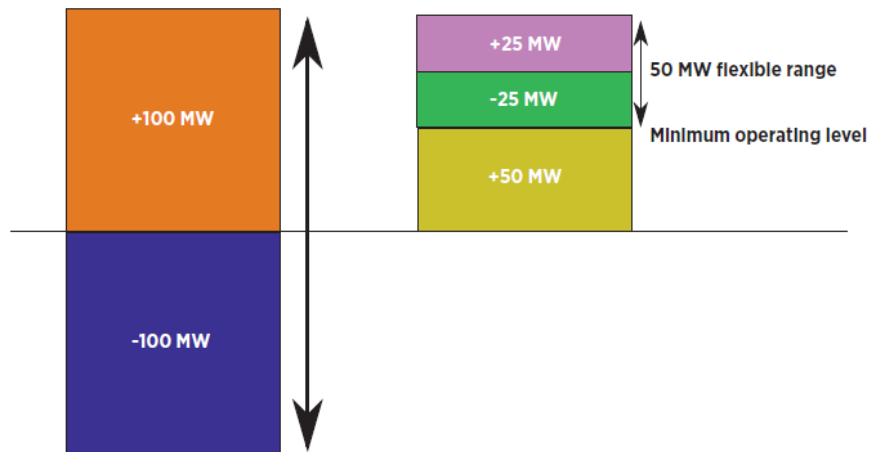 +100 MW
-100 MW
+25 MW
-25 MW
+50 MW
50 MW flexible range
Minimum operating level